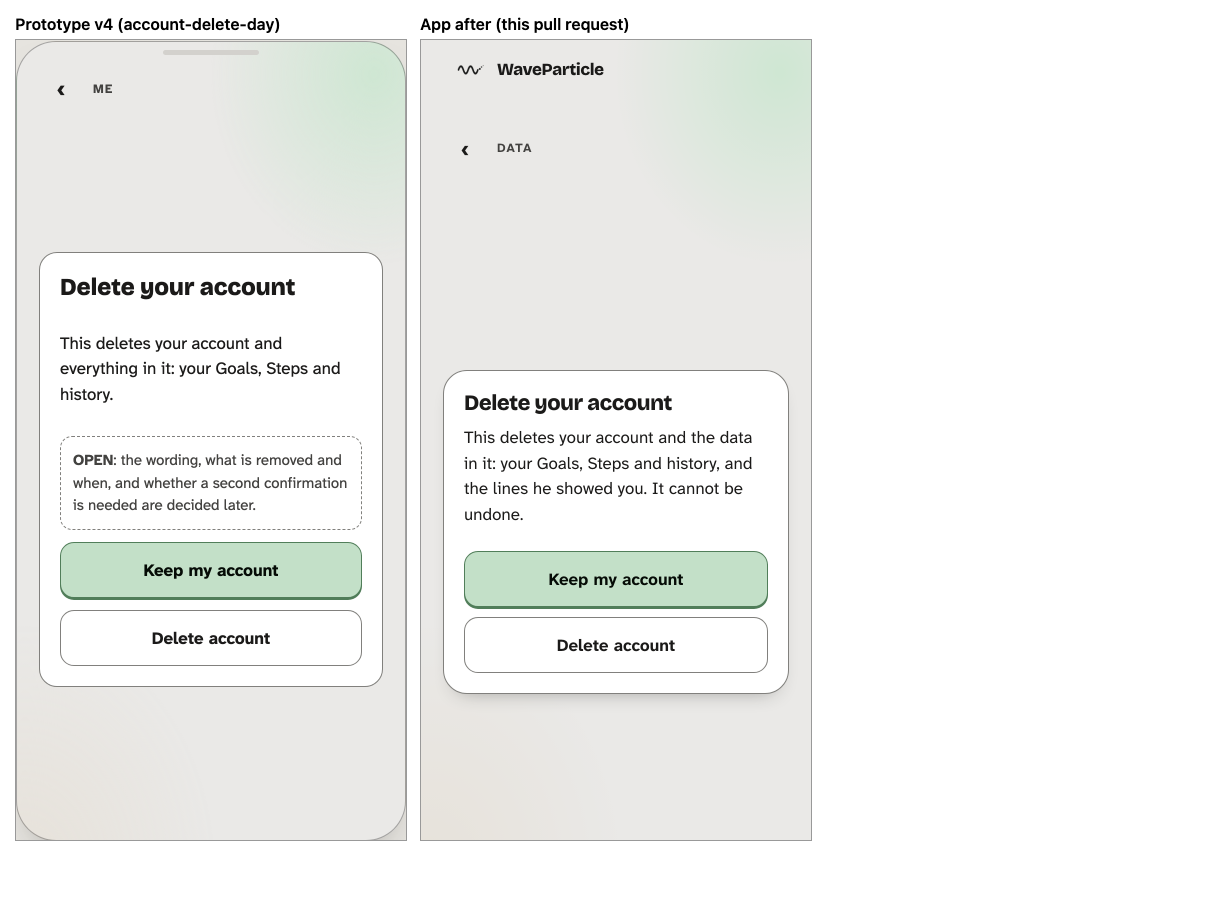 Prototype v4 (account-delete-day)
ME
Delete your account
This deletes your account and
everything in it: your Goals, Steps and
history.
OPEN: the wording, what is removed and
when, and whether a second confirmation
is needed are decided later.
Keep my account
Delete account
App after (this pull request)
WaveParticle
DATA
Delete your account
This deletes your account and the data
in it: your Goals, Steps and history, and
the lines he showed you. It cannot be
undone.
Keep my account
Delete account